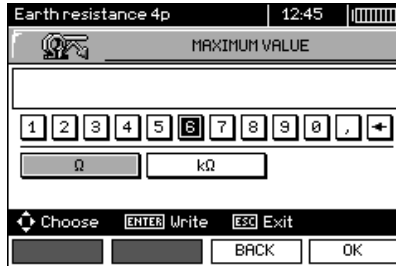 Earth resistance 4p 12:45
MAXIMUM VALUE
1 2 3 4 5 6 7 8 9 0 ,
Ω kΩ
Choose ENTER Write ESC Exit
BACK OK